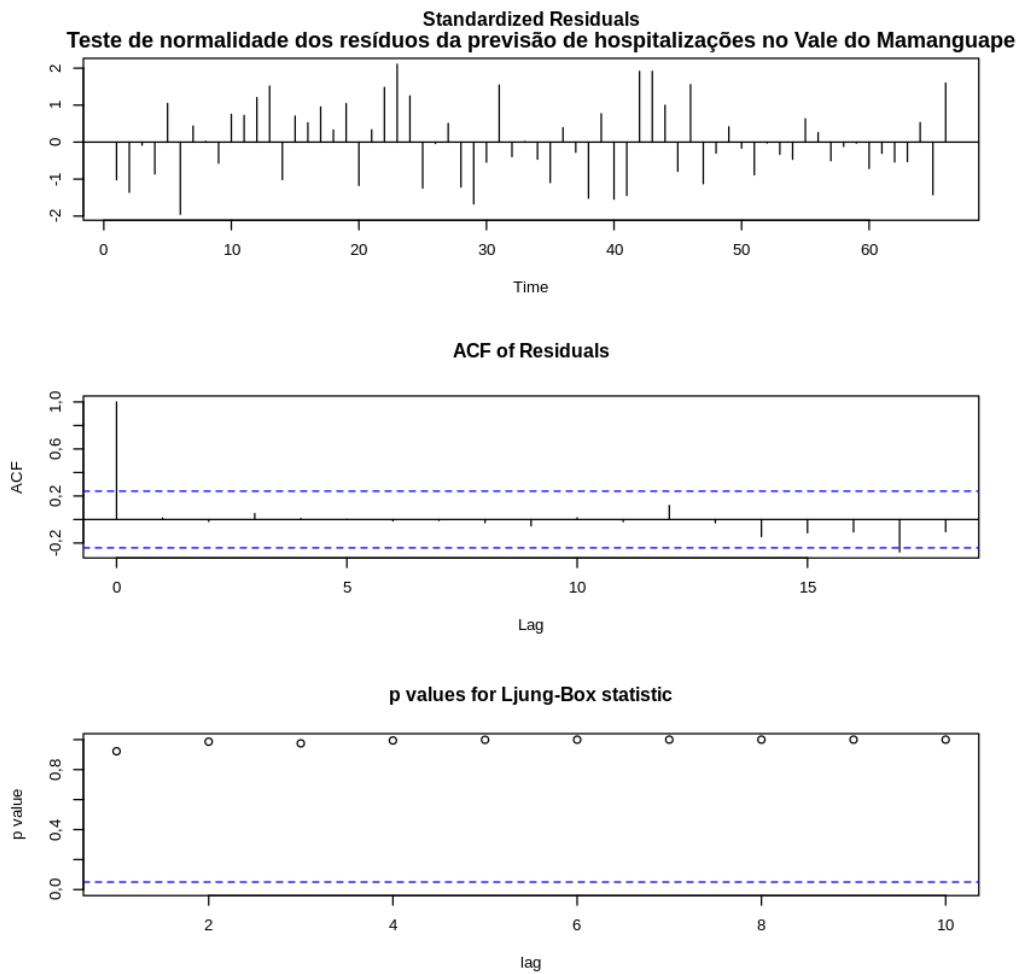 Standardized Residuals
Teste de normalidade dos resíduos da previsão de hospitalizações no Vale do Mamanguape
2
1
0
-1
-2
0 10 20 30 40 50 60
Time
ACF of Residuals
ACF
1,0
0,6
0,2
-0,2
0 5 10 15
Lag
p values for Ljung-Box statistic
p value
0,8
0,4
0,0
2 4 6 8 10
lag